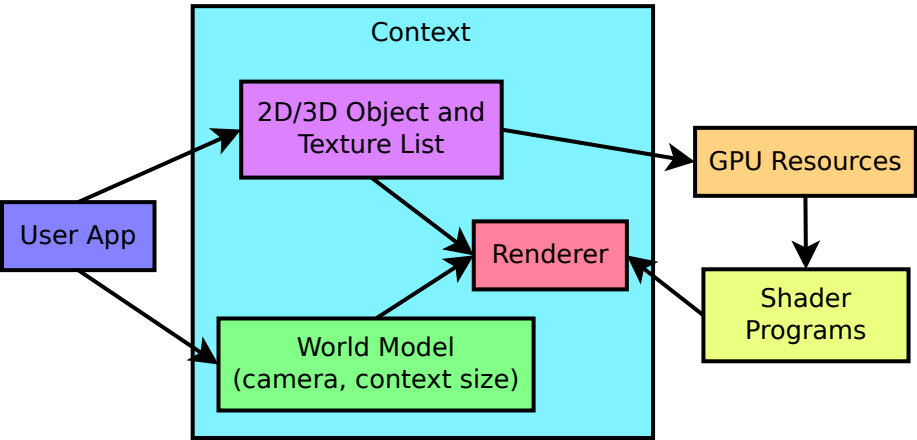 Context
2D/3D Object and
Texture List
GPU Resources
User App
Renderer
Shader
Programs
World Model
(camera, context size)